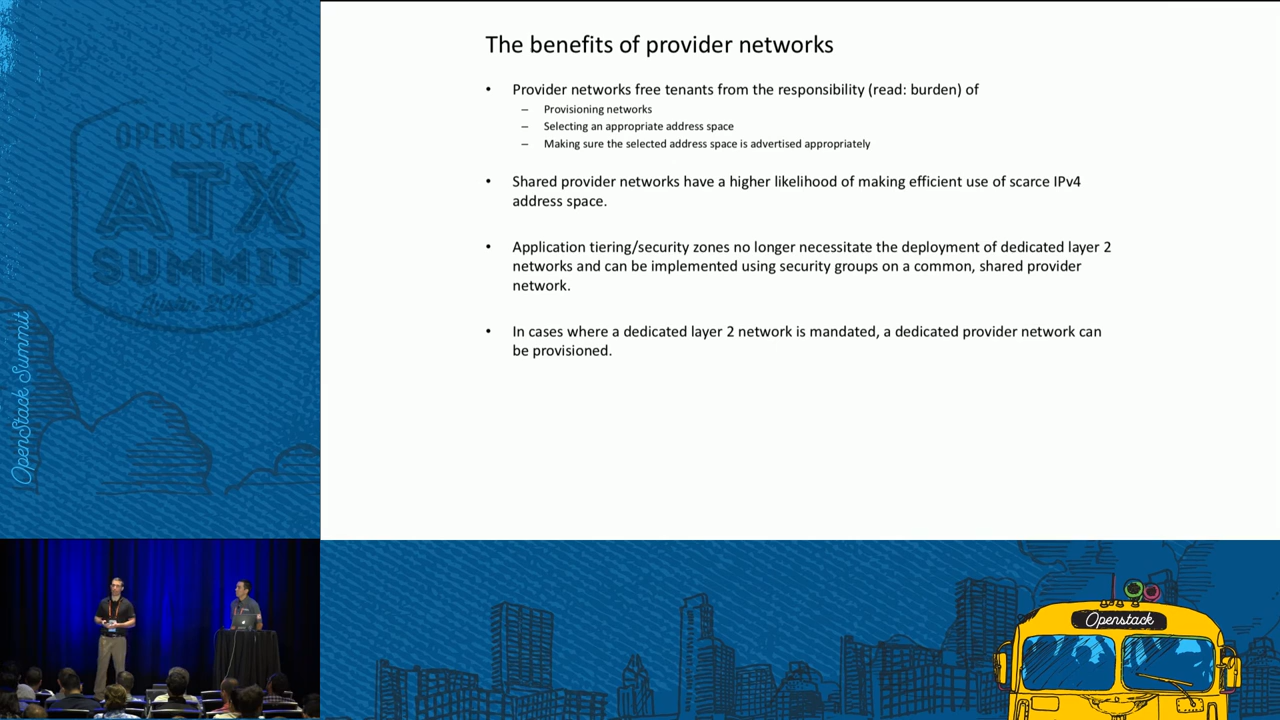 The benefits of provider networks
• Provider networks free tenants from the responsibility (read: burden) of
– Provisioning networks
– Selecting an appropriate address space
– Making sure the selected address space is advertised appropriately
• Shared provider networks have a higher likelihood of making efficient use of scarce IPv4
address space.
• Application tiering/security zones no longer necessitate the deployment of dedicated layer 2
networks and can be implemented using security groups on a common, shared provider
network.
• In cases where a dedicated layer 2 network is mandated, a dedicated provider network can
be provisioned.
OPENSTACK
ATX
SUMMIT
Austin
OpenStack Summit
Openstack